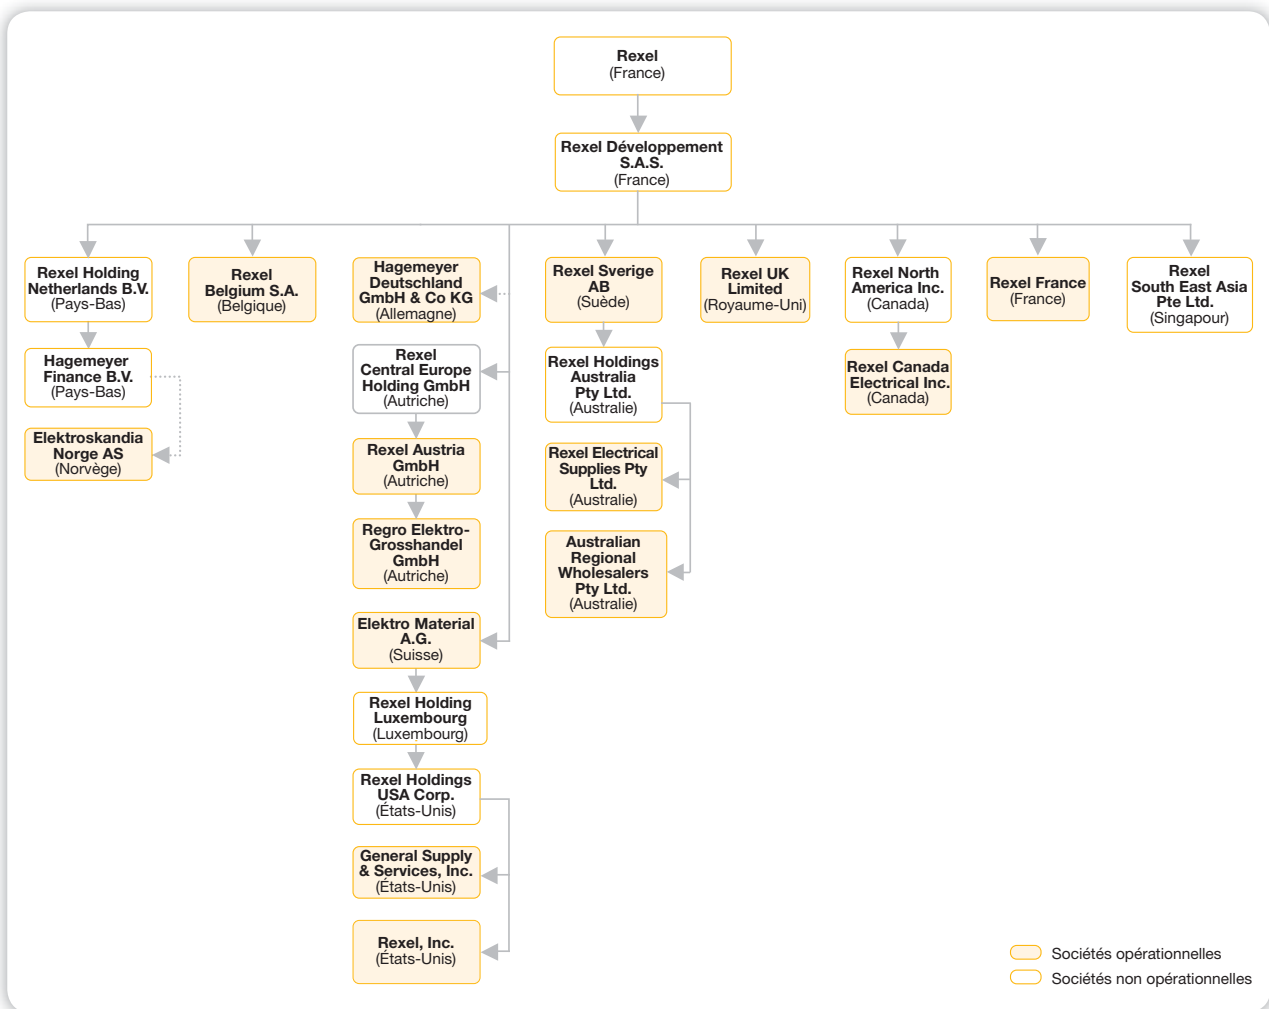 Rexel
(France)
Rexel Développement
S.A.S.
(France)
Rexel Holding
Netherlands B.V.
(Pays-Bas)
Hagemeyer
Finance B.V.
(Pays-Bas)
Elektroskandia
Norge AS
(Norvège)
Rexel
Belgium S.A.
(Belgique)
Hagemeyer
Deutschland
GmbH & Co KG
(Allemagne)
Rexel
Central Europe
Holding GmbH
(Autriche)
Rexel Austria
GmbH
(Autriche)
Regro Elektro-
Grosshandel
GmbH
(Autriche)
Elektro Material
A.G.
(Suisse)
Rexel Holding
Luxembourg
(Luxembourg)
Rexel Holdings
USA Corp.
(États-Unis)
General Supply
& Services, Inc.
(États-Unis)
Rexel, Inc.
(États-Unis)
Rexel Sverige
AB
(Suède)
Rexel Holdings
Australia
Pty Ltd.
(Australie)
Rexel Electrical
Supplies Pty
Ltd.
(Australie)
Australian
Regional
Wholesalers
Pty Ltd.
(Australie)
Rexel UK
Limited
(Royaume-Uni)
Rexel North
America Inc.
(Canada)
Rexel Canada
Electrical Inc.
(Canada)
Rexel France
(France)
Rexel
South East Asia
Pte Ltd.
(Singapour)
Sociétés opérationnelles
Sociétés non opérationnelles